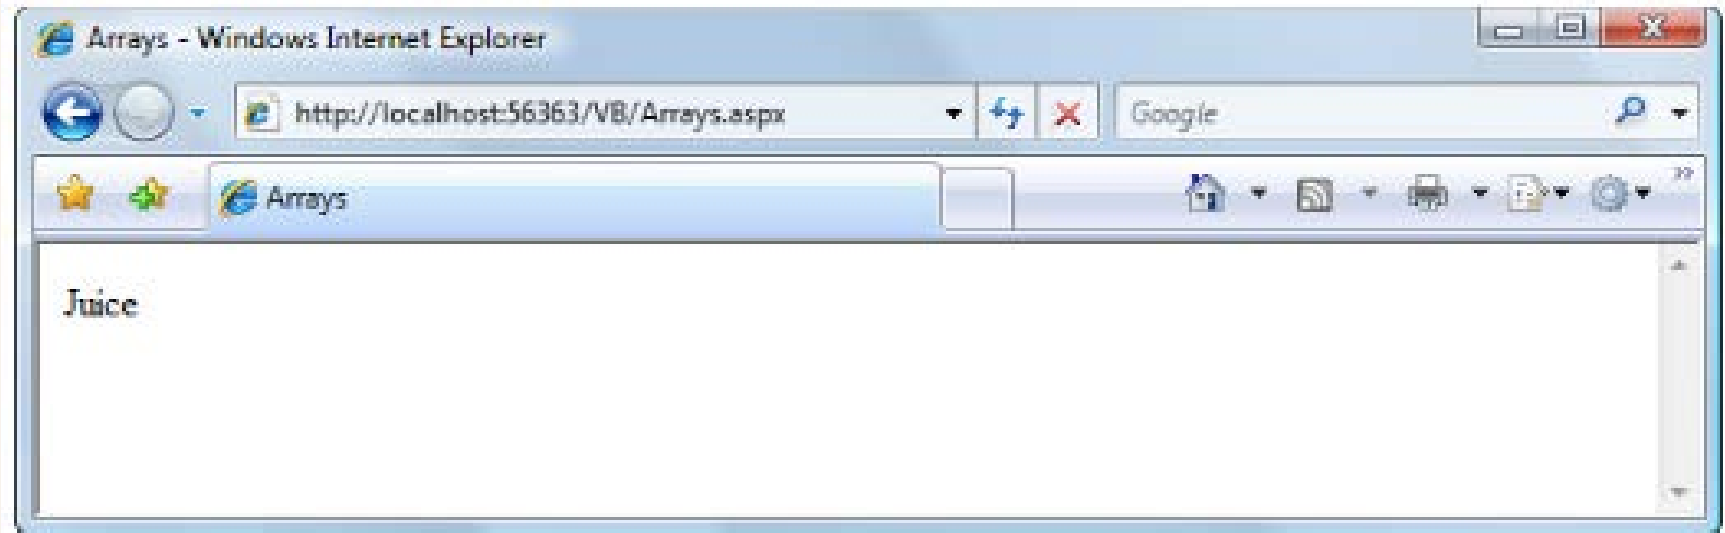 Arrays - Windows Internet Explorer
http://localhost:56363/VB/Arrays.aspx
Google
Arrays
Juice